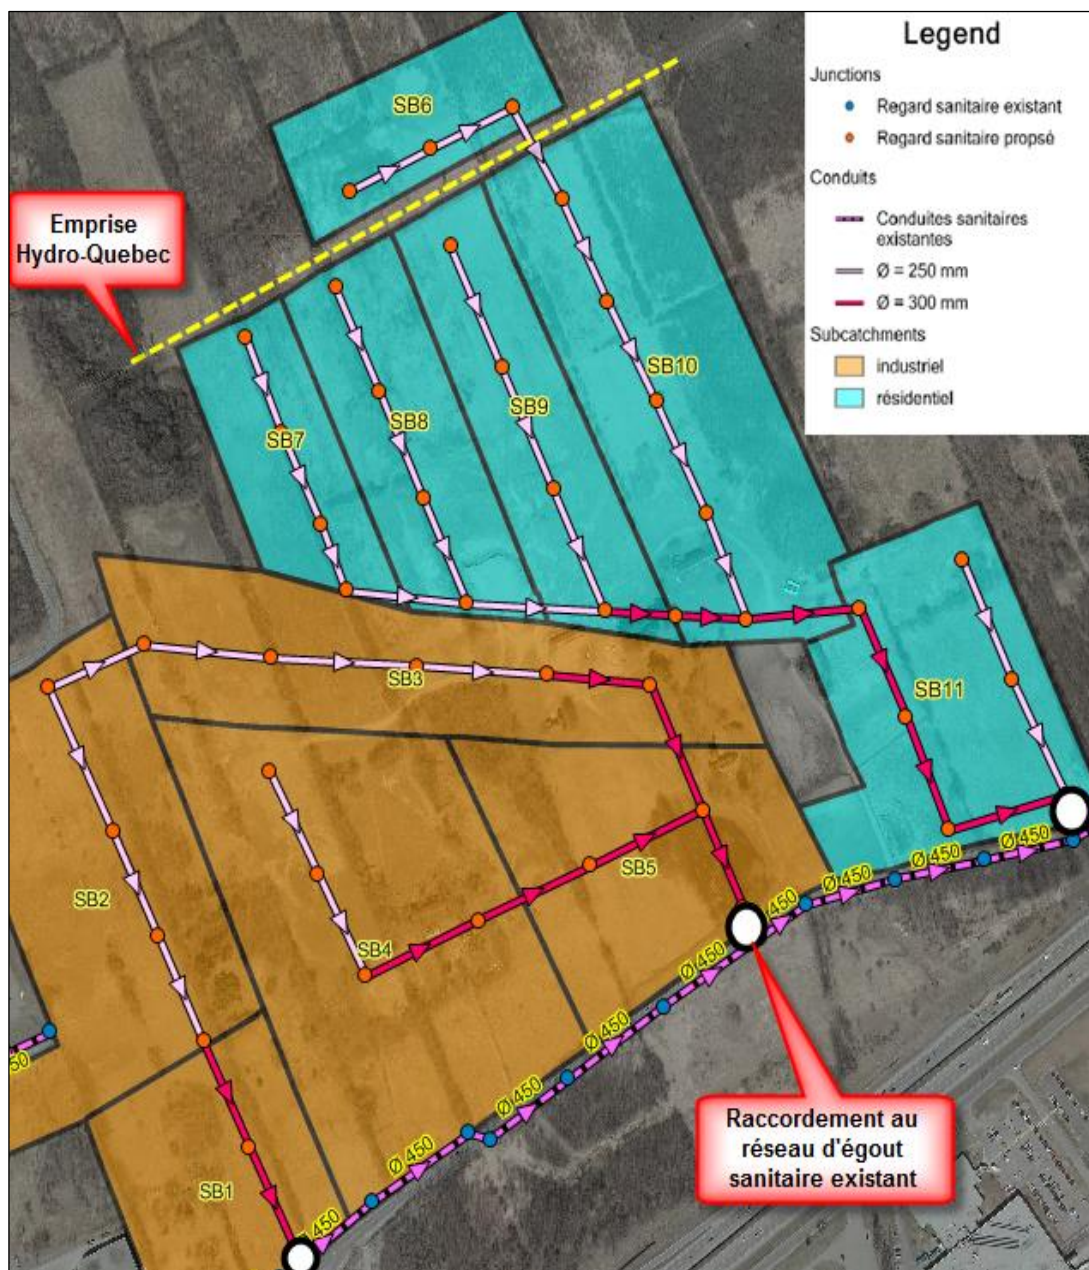 Legend
Junctions
Regard sanitaire existant
Regard sanitaire propsé
Conduits
Conduites sanitaires
existantes
Ø = 250 mm
Ø = 300 mm
Subcatchments
industriel
résidentiel
SB6
Emprise
Hydro-Quebec
SB10
SB9
SB8
SB7
SB3
SB11
Ø 450
Ø 450
Ø 450
SB5
SB2
450
SB4
Ø 450
Ø 450
Ø 450
50
Ø 450
Raccordement au
réseau d'égout
sanitaire existant
Ø 450
SB1
450